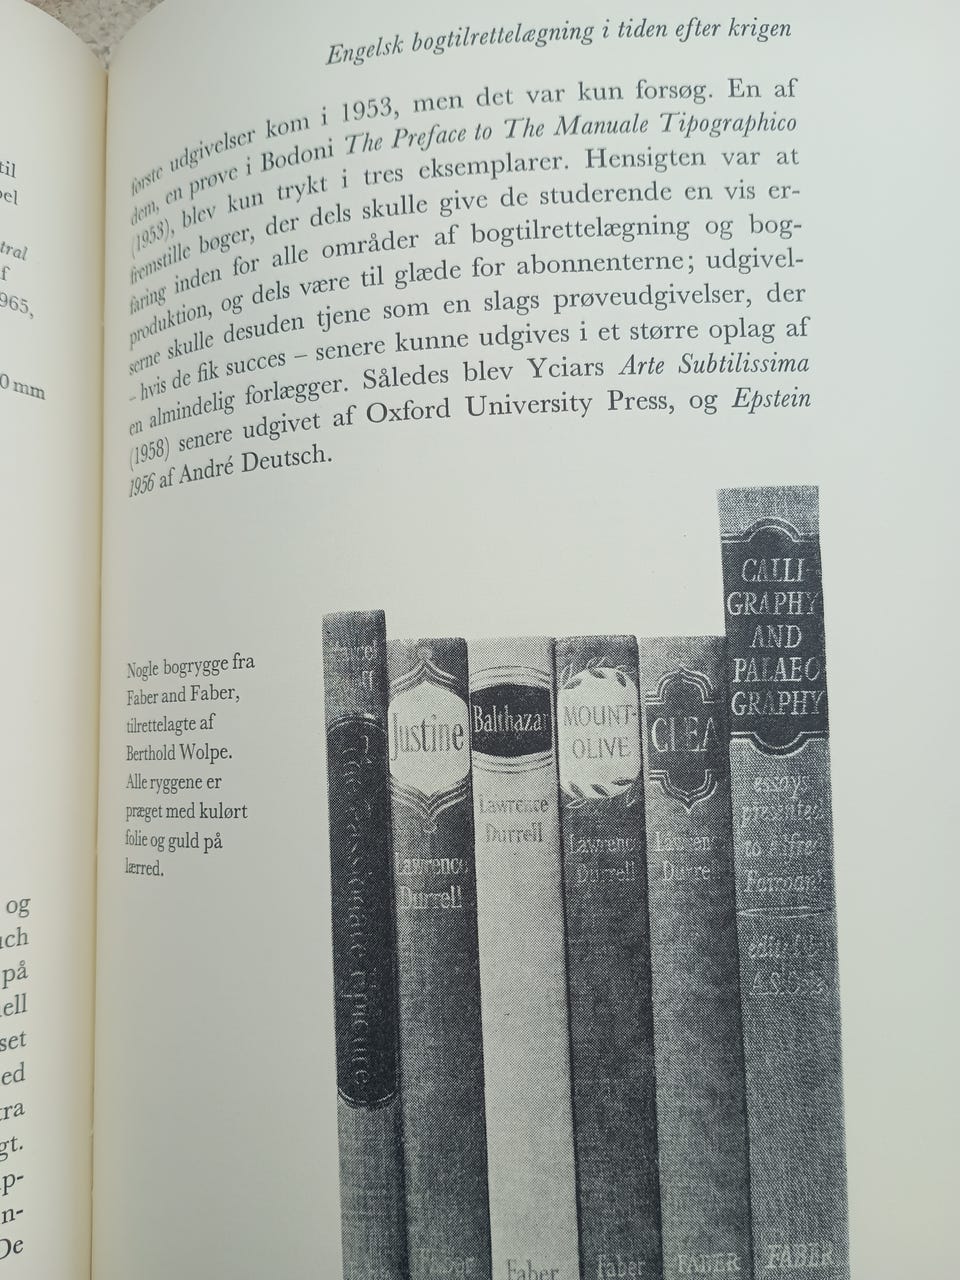 Engelsk bogtilrettelægning i tiden efter krigen
første udgivelser kom i 1953, men det var kun forsøg. En af
dem, en prøve i Bodoni The Preface to The Manuale Tipographico
(1953), blev kun trykt i tres eksemplarer. Hensigten var at
fremstille bøger, der dels skulle give de studerende en vis er-
faring inden for alle områder af bogtilrettelægning og bog-
produktion, og dels være til glæde for abonnenterne; udgivel-
serne skulle desuden tjene som en slags prøveudgivelser, der
– hvis de fik succes – senere kunne udgives i et større oplag af
en almindelig forlægger. Således blev Yciars Arte Subtilissima
(1958) senere udgivet af Oxford University Press, og Epstein
1956 af André Deutsch.
Nogle bogrygge fra
Faber and Faber,
tilrettelagte af
Berthold Wolpe.
Alle ryggene er
præget med kulørt
folie og guld på
lærred.
Justine
Lawrence
Durrell
Faber
Balthazar
Lawrence
Durrell
Faber
MOUNT-
OLIVE
Lawrence
Durrell
Faber
CLEA
Durre
FABER
CALLI-
GRAPHY
AND
PALAEO
GRAPHY
essays
presented
to
FABER
til
pel
tral
f
965,
0 mm
og
uch
på
ell
set
ed
tra
gt.
p-
n-
De